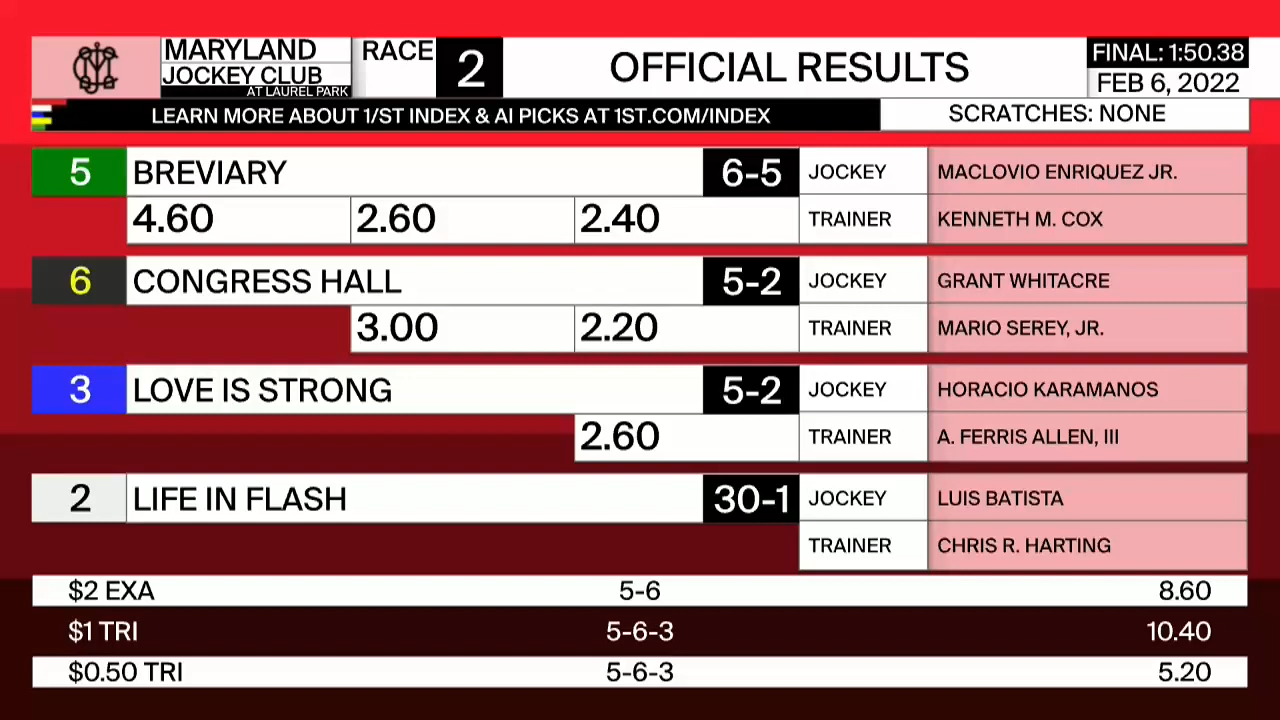 MARYLAND
JOCKEY CLUB
AT LAUREL PARK
RACE 2
OFFICIAL RESULTS
FINAL: 1:50.38
FEB 6, 2022
LEARN MORE ABOUT 1/ST INDEX & AI PICKS AT 1ST.COM/INDEX
SCRATCHES: NONE
5 BREVIARY 6-5 JOCKEY MACLOVIO ENRIQUEZ JR.
4.60 2.60 2.40 TRAINER KENNETH M. COX
6 CONGRESS HALL 5-2 JOCKEY GRANT WHITACRE
3.00 2.20 TRAINER MARIO SEREY, JR.
3 LOVE IS STRONG 5-2 JOCKEY HORACIO KARAMANOS
2.60 TRAINER A. FERRIS ALLEN, III
2 LIFE IN FLASH 30-1 JOCKEY LUIS BATISTA
TRAINER CHRIS R. HARTING
$2 EXA 5-6 8.60
$1 TRI 5-6-3 10.40
$0.50 TRI 5-6-3 5.20